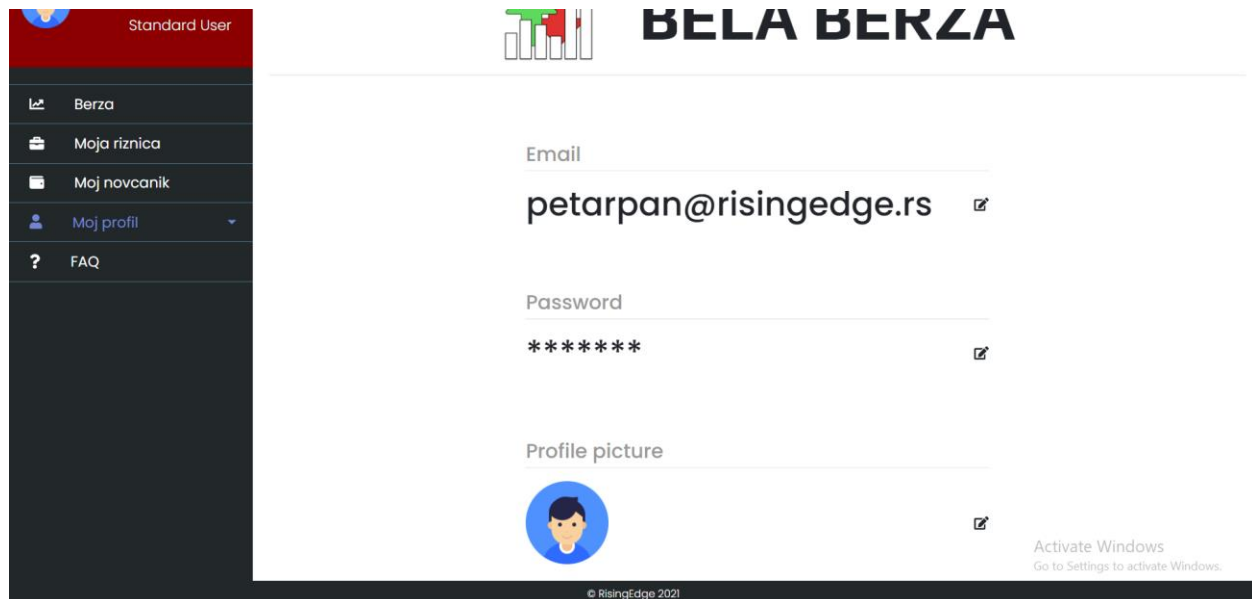 Standard User
BELA BERZA
Berza
Moja riznica
Moj novcanik
Moj profil
? FAQ
Email
petarpan@risingedge.rs
Password
*******
Profile picture
Activate Windows
Go to Settings to activate Windows.
© RisingEdge 2021